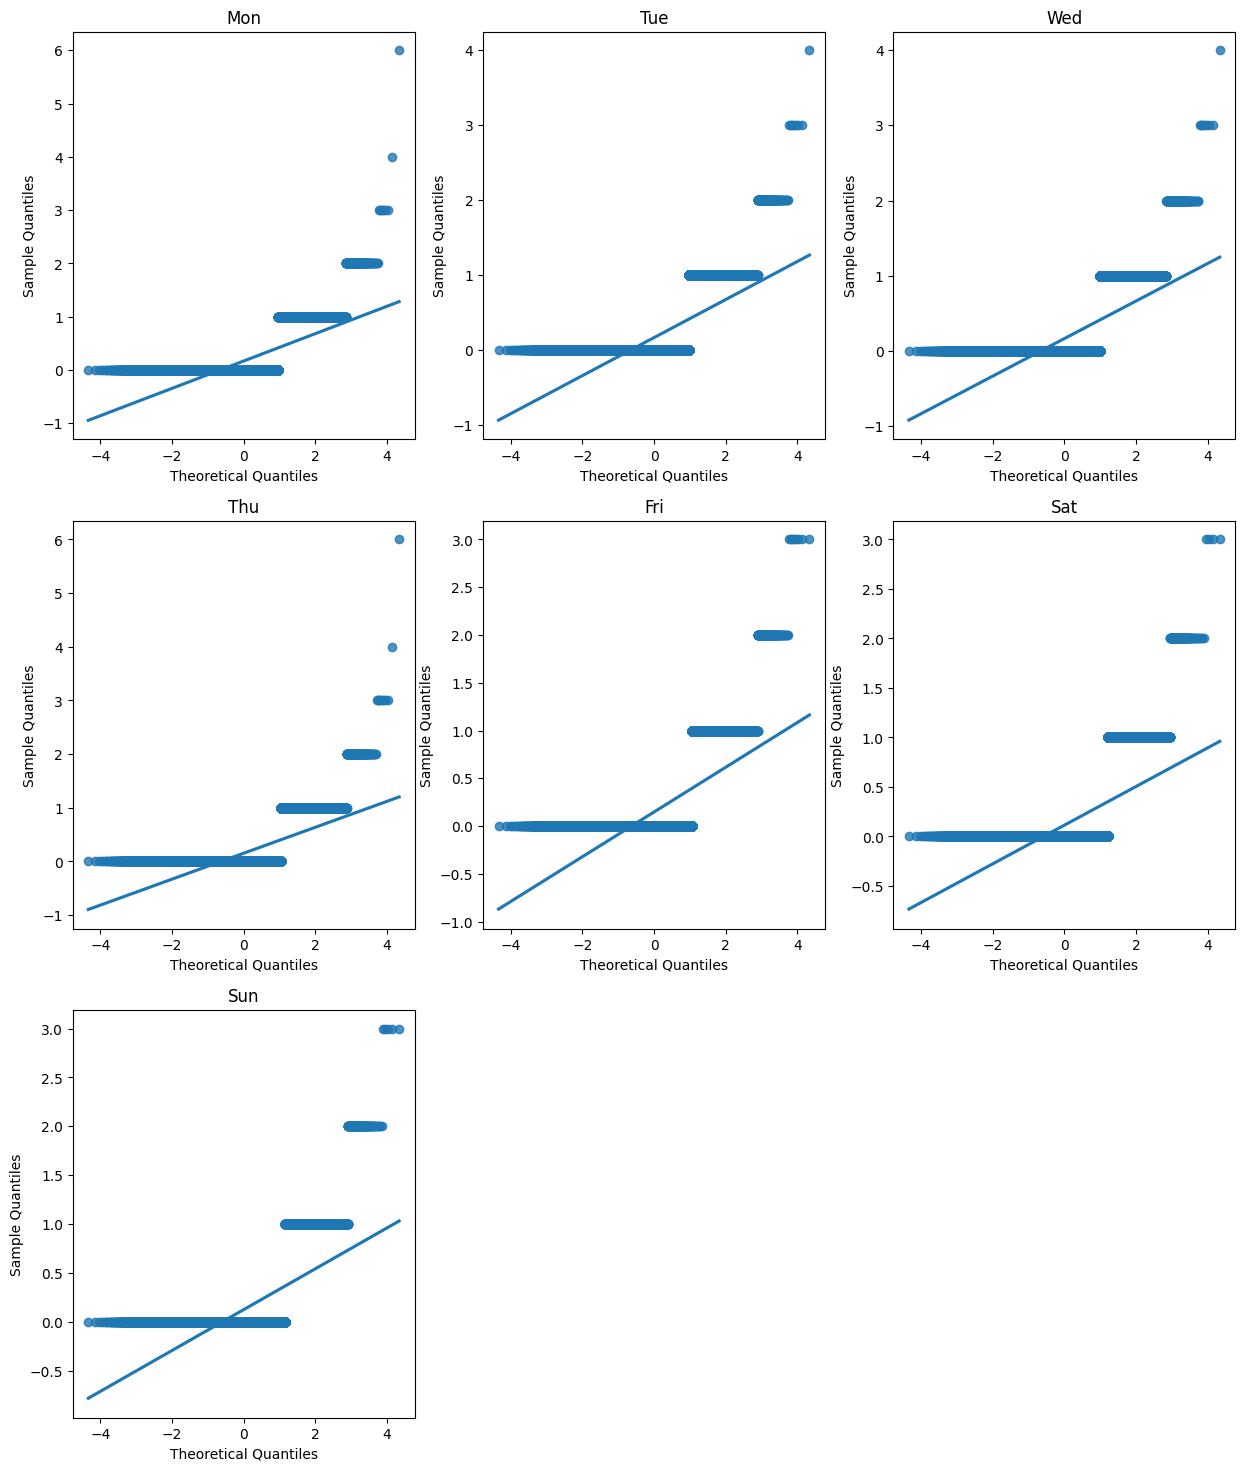 Mon
Tue
Wed
6
5
4
3
2
1
0
−1
Sample Quantiles
−4 −2 0 2 4
Theoretical Quantiles
4
3
2
1
0
−1
Sample Quantiles
−4 −2 0 2 4
Theoretical Quantiles
4
3
2
1
0
−1
Sample Quantiles
−4 −2 0 2 4
Theoretical Quantiles
Thu
Fri
Sat
6
5
4
3
2
1
0
−1
Sample Quantiles
−4 −2 0 2 4
Theoretical Quantiles
3.0
2.5
2.0
1.5
1.0
0.5
0.0
−0.5
−1.0
Sample Quantiles
−4 −2 0 2 4
Theoretical Quantiles
3.0
2.5
2.0
1.5
1.0
0.5
0.0
−0.5
Sample Quantiles
−4 −2 0 2 4
Theoretical Quantiles
Sun
3.0
2.5
2.0
1.5
1.0
0.5
0.0
−0.5
Sample Quantiles
−4 −2 0 2 4
Theoretical Quantiles